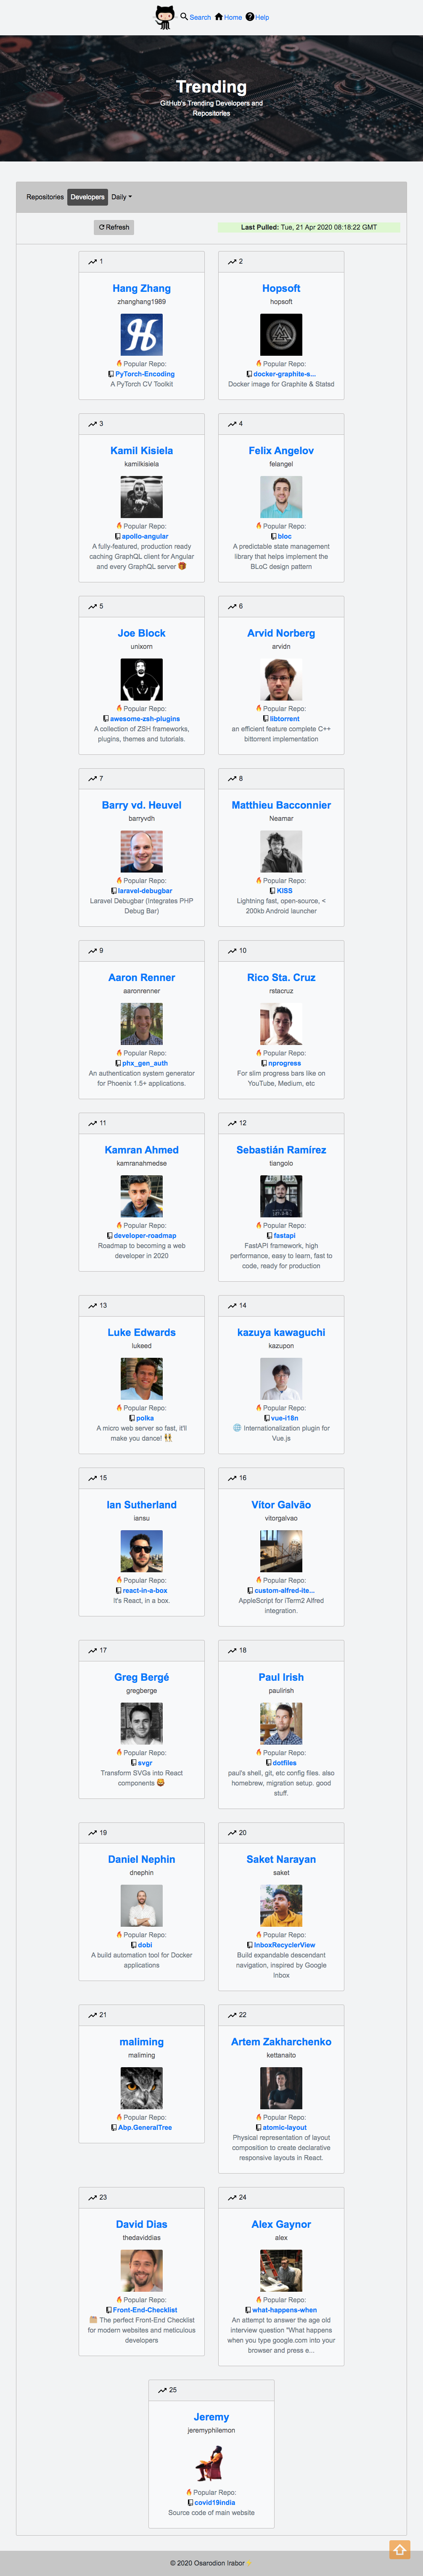 Search Home Help
Trending
GitHub's Trending Developers and
Repositories
Repositories Developers Daily
Refresh
Last Pulled: Tue, 21 Apr 2020 08:18:22 GMT
1
Hang Zhang
zhanghang1989
🔥Popular Repo:
PyTorch-Encoding
A PyTorch CV Toolkit
2
Hopsoft
hopsoft
🔥Popular Repo:
docker-graphite-s...
Docker image for Graphite & Statsd
3
Kamil Kisiela
kamilkisiela
🔥Popular Repo:
apollo-angular
A fully-featured, production ready
caching GraphQL client for Angular
and every GraphQL server 🎁
4
Felix Angelov
felangel
🔥Popular Repo:
bloc
A predictable state management
library that helps implement the
BLoC design pattern
5
Joe Block
unixorn
🔥Popular Repo:
awesome-zsh-plugins
A collection of ZSH frameworks,
plugins, themes and tutorials.
6
Arvid Norberg
arvidn
🔥Popular Repo:
libtorrent
an efficient feature complete C++
bittorrent implementation
7
Barry vd. Heuvel
barryvdh
🔥Popular Repo:
laravel-debugbar
Laravel Debugbar (Integrates PHP
Debug Bar)
8
Matthieu Bacconnier
Neamar
🔥Popular Repo:
KISS
Lightning fast, open-source, <
200kb Android launcher
9
Aaron Renner
aaronrenner
🔥Popular Repo:
phx_gen_auth
An authentication system generator
for Phoenix 1.5+ applications.
10
Rico Sta. Cruz
rstacruz
🔥Popular Repo:
nprogress
For slim progress bars like on
YouTube, Medium, etc
11
Kamran Ahmed
kamranahmedse
🔥Popular Repo:
developer-roadmap
Roadmap to becoming a web
developer in 2020
12
Sebastián Ramírez
tiangolo
🔥Popular Repo:
fastapi
FastAPI framework, high
performance, easy to learn, fast to
code, ready for production
13
Luke Edwards
lukeed
🔥Popular Repo:
polka
A micro web server so fast, it'll
make you dance! 👯
14
kazuya kawaguchi
kazupon
🔥Popular Repo:
vue-i18n
🌐 Internationalization plugin for
Vue.js
15
Ian Sutherland
iansu
🔥Popular Repo:
react-in-a-box
It's React, in a box.
16
Vítor Galvão
vitorgalvao
🔥Popular Repo:
custom-alfred-ite...
AppleScript for iTerm2 Alfred
integration.
17
Greg Bergé
gregberge
🔥Popular Repo:
svgr
Transform SVGs into React
components 🦁
18
Paul Irish
paulirish
🔥Popular Repo:
dotfiles
paul's shell, git, etc config files. also
homebrew, migration setup. good
stuff.
19
Daniel Nephin
dnephin
🔥Popular Repo:
dobi
A build automation tool for Docker
applications
20
Saket Narayan
saket
🔥Popular Repo:
InboxRecyclerView
Build expandable descendant
navigation, inspired by Google
Inbox
21
maliming
maliming
🔥Popular Repo:
Abp.GeneralTree
22
Artem Zakharchenko
kettanaito
🔥Popular Repo:
atomic-layout
Physical representation of layout
composition to create declarative
responsive layouts in React.
23
David Dias
thedaviddias
🔥Popular Repo:
Front-End-Checklist
🗂 The perfect Front-End Checklist
for modern websites and meticulous
developers
24
Alex Gaynor
alex
🔥Popular Repo:
what-happens-when
An attempt to answer the age old
interview question "What happens
when you type google.com into your
browser and press e...
25
Jeremy
jeremyphilemon
🔥Popular Repo:
covid19india
Source code of main website
© 2020 Osarodion Irabor⚡